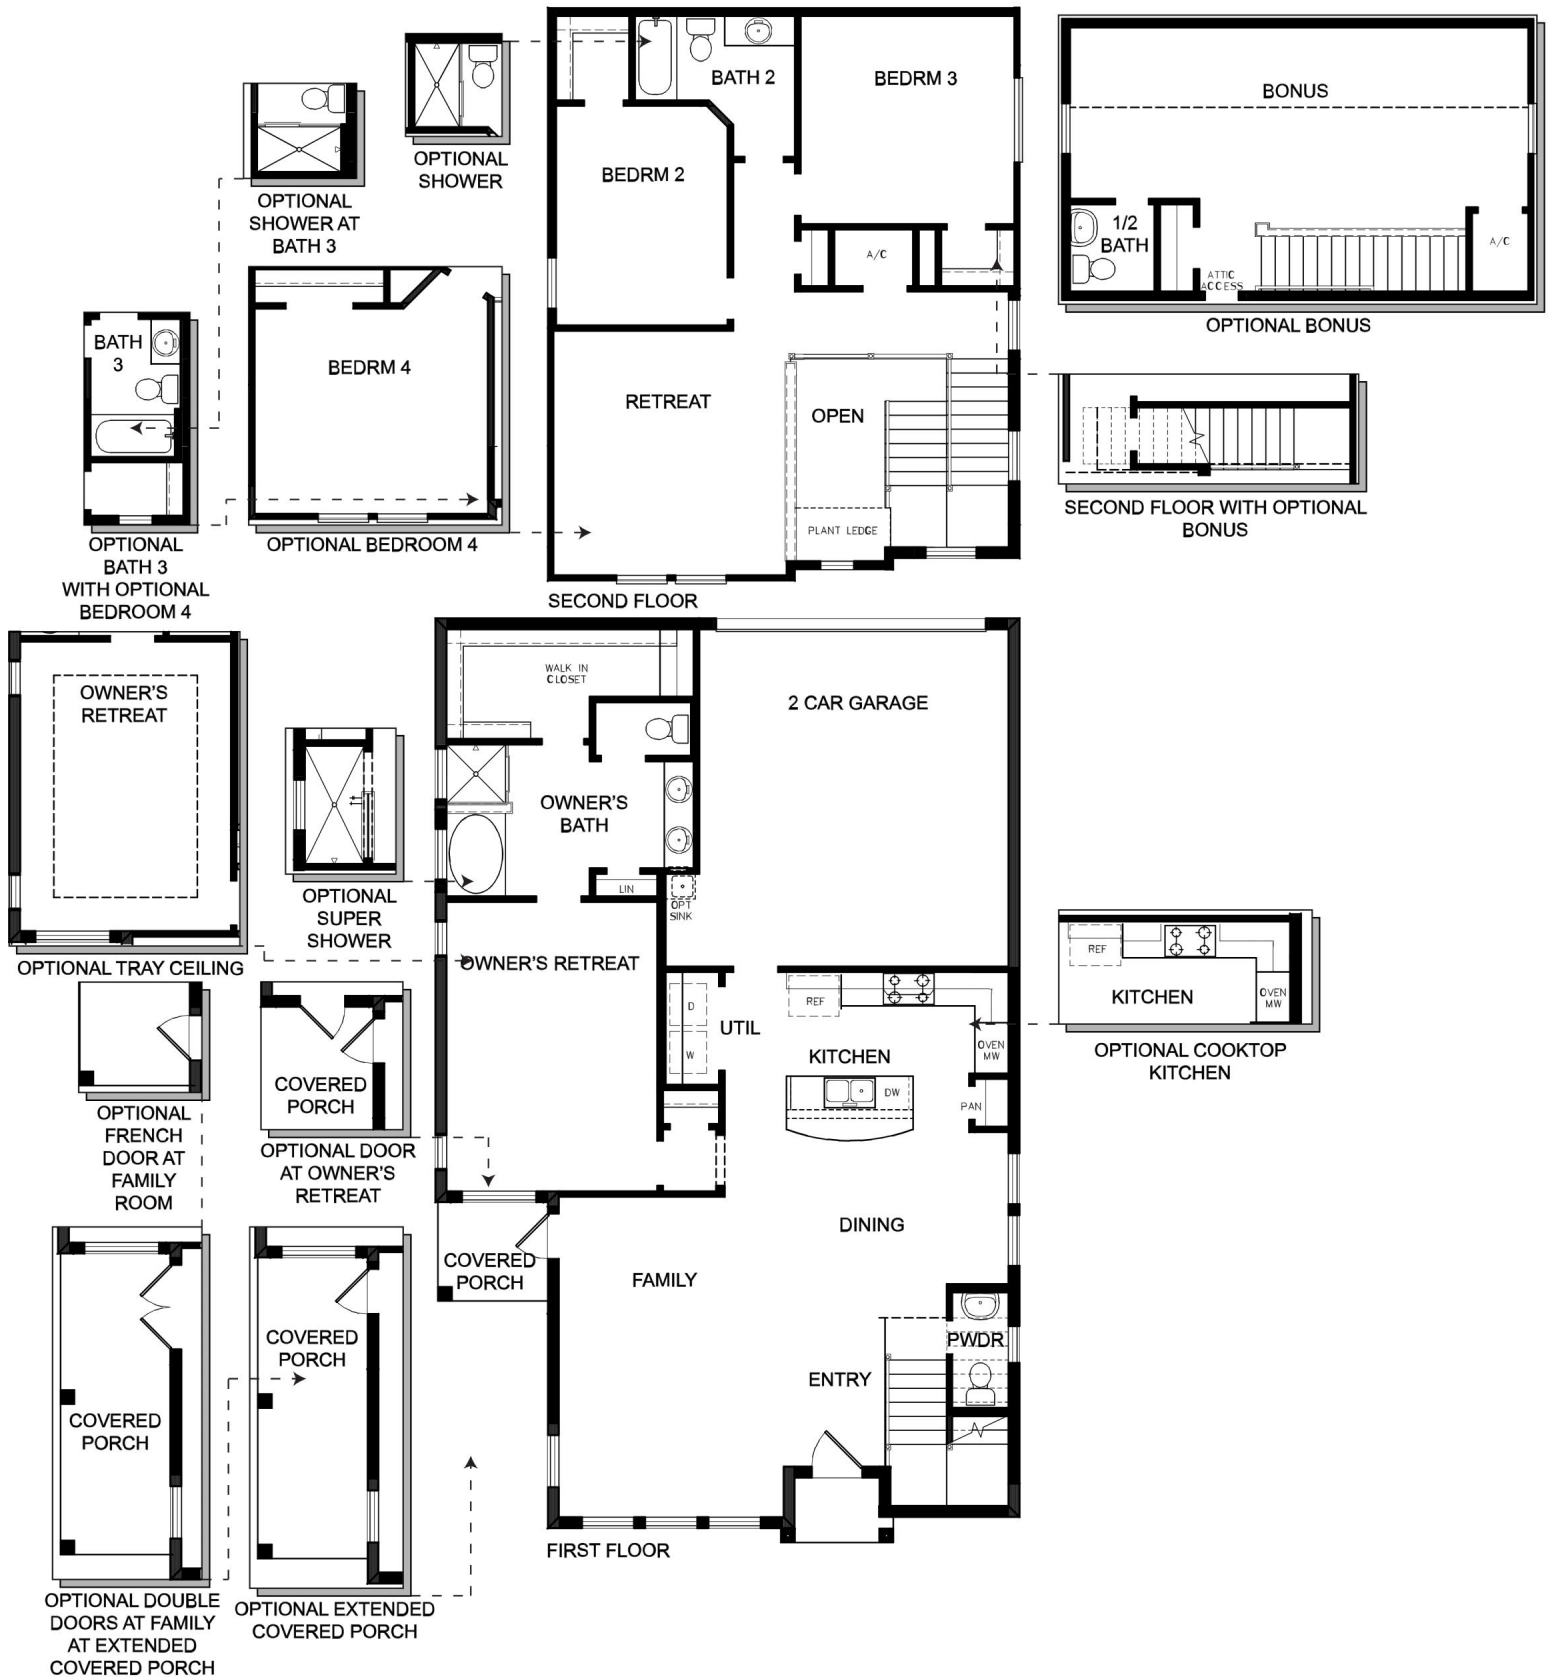 OPTIONAL
SHOWER
OPTIONAL
SHOWER AT
BATH 3
BATH
3
OPTIONAL
BATH 3
WITH OPTIONAL
BEDROOM 4
BEDRM 4
OPTIONAL BEDROOM 4
BATH 2
BEDRM 3
BEDRM 2
A/C
RETREAT
OPEN
PLANT LEDGE
SECOND FLOOR
BONUS
1/2
BATH
ATTIC
ACCESS
A/C
OPTIONAL BONUS
SECOND FLOOR WITH OPTIONAL
BONUS
OWNER'S
RETREAT
OPTIONAL TRAY CEILING
OPTIONAL
SUPER
SHOWER
WALK IN
CLOSET
2 CAR GARAGE
OWNER'S
BATH
LIN
OPT
SINK
OWNER'S RETREAT
D
W
UTIL
REF
KITCHEN
OVEN
MW
DW
PAN
REF
KITCHEN
OVEN
MW
OPTIONAL COOKTOP
KITCHEN
OPTIONAL
FRENCH
DOOR AT
FAMILY
ROOM
COVERED
PORCH
OPTIONAL DOOR
AT OWNER'S
RETREAT
COVERED
PORCH
FAMILY
DINING
PWDR
ENTRY
FIRST FLOOR
COVERED
PORCH
OPTIONAL DOUBLE
DOORS AT FAMILY
AT EXTENDED
COVERED PORCH
COVERED
PORCH
OPTIONAL EXTENDED
COVERED PORCH